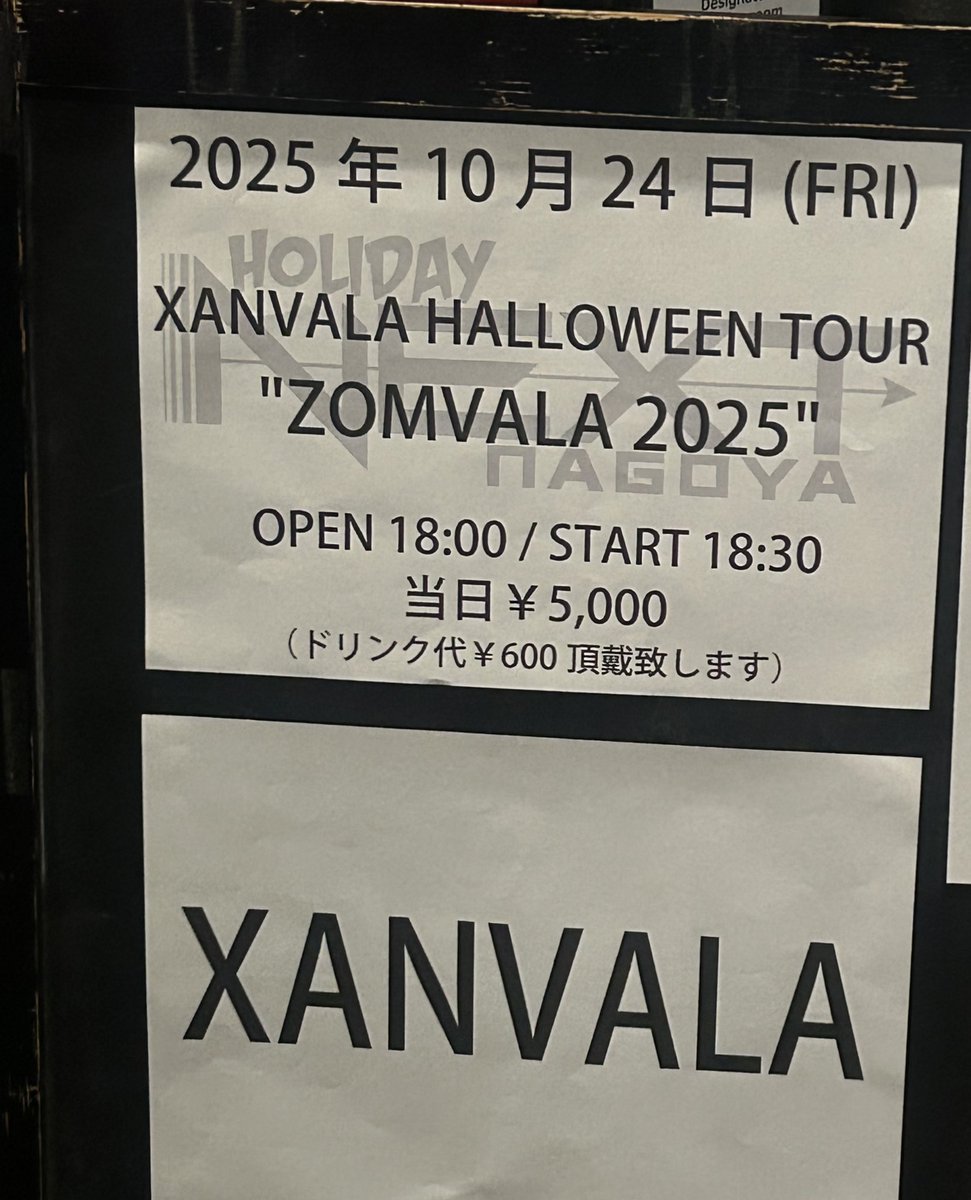 2025 年 10 月 24 日 (FRI)
HOLIDAY
NEXT
NAGOYA
XANVALA HALLOWEEN TOUR
"ZOMVALA 2025"
OPEN 18:00 / START 18:30
当日￥5,000
（ドリンク代￥600 頂戴致します）
XANVALA